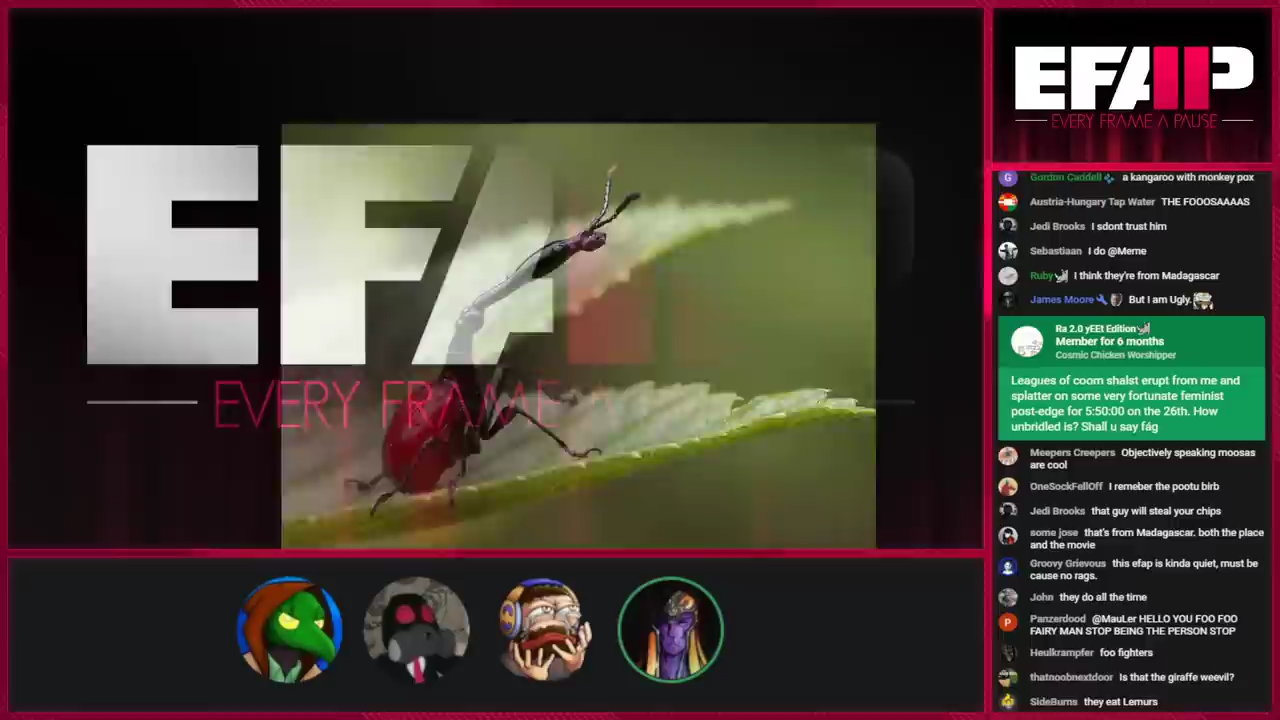 EFA
EVERY FRAME
EFAP
EVERY FRAME A PAUSE
Gordon Cuddell a kangaroo with monkey pox
Austria-Hungary Tap Water THE FOOOSAAAAS
Jedi Brooks I sdont trust him
Sebastiaan I do @Meme
Ruby I think they're from Madagascar
James Moore But I am Ugly.
Ra 2.0 yEEt Edition
Member for 6 months
Cosmic Chicken Worshipper
Leagues of coom shalst erupt from me and
splatter on some very fortunate feminist
post-edge for 5:50:00 on the 26th. How
unbridled is? Shall u say fág
Meepers Creepers Objectively speaking moosas
are cool
OneSockFellOff I remeber the pootu birb
Jedi Brooks that guy will steal your chips
some jose that's from Madagascar. both the place
and the movie
Groovy Grievous this efap is kinda quiet, must be
cause no rags.
John they do all the time
P
Panzerdood @MauLer HELLO YOU FOO FOO
FAIRY MAN STOP BEING THE PERSON STOP
Heulkrampfer foo fighters
thatnoobnextdoor Is that the giraffe weevil?
SideBurns they eat Lemurs